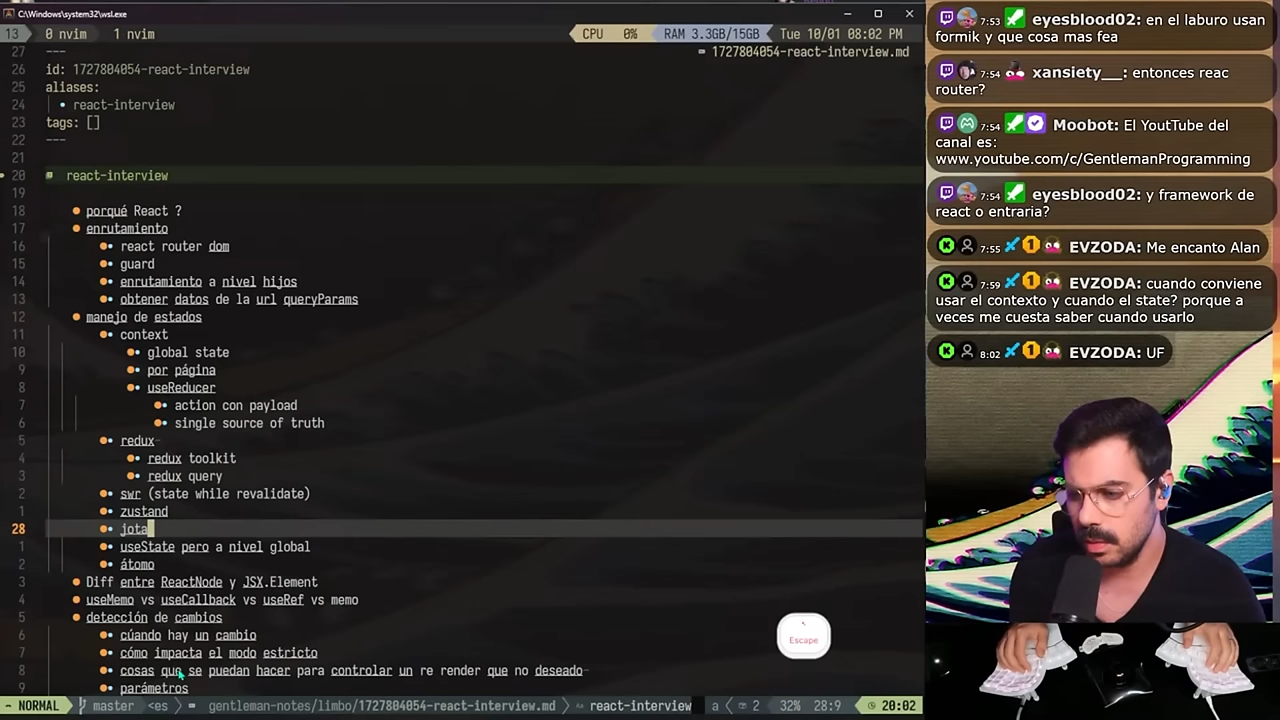 C:\Windows\system32\wsl.exe
13 0 nvim 1 nvim CPU 0% RAM 3.3GB/15GB Tue 10/01 08:02 PM
27 --- 1727804054-react-interview.md
26 id: 1727804054-react-interview
25 aliases:
24 • react-interview
23 tags: []
22 ---
21
20 react-interview
19
18 ● porqué React ?
17 ● enrutamiento
16 • react router dom
15 • guard
14 • enrutamiento a nivel hijos
13 • obtener datos de la url queryParams
12 ● manejo de estados
11 • context
10 • global state
9 • por página
8 • useReducer
7 • action con payload
6 • single source of truth
5 • redux-
4 • redux toolkit
3 • redux query
2 • swr (state while revalidate)
1 • zustand
28 • jota
1 • useState pero a nivel global
2 • átomo
3 ● Diff entre ReactNode y JSX.Element
4 ● useMemo vs useCallback vs useRef vs memo
5 ● detección de cambios
6 • cúando hay un cambio
7 • cómo impacta el modo estricto
8 • cosas que se puedan hacer para controlar un re render que no deseado-
9 • parámetros
NORMAL master <es gentleman-notes/limbo/1727804054-react-interview.md react-interview a 2 32% 28:9 20:02
Escape
7:53 eyesblood02: en el laburo usan
formik y que cosa mas fea
7:54 xansiety__: entonces reac
router?
7:54 Moobot: El YoutTube del
canal es:
www.youtube.com/c/GentlemanProgramming
7:54 eyesblood02: y framework de
react o entraria?
7:55 EVZODA: Me encanto Alan
7:59 EVZODA: cuando conviene
usar el contexto y cuando el state? porque a
veces me cuesta saber cuando usarlo
8:02 EVZODA: UF